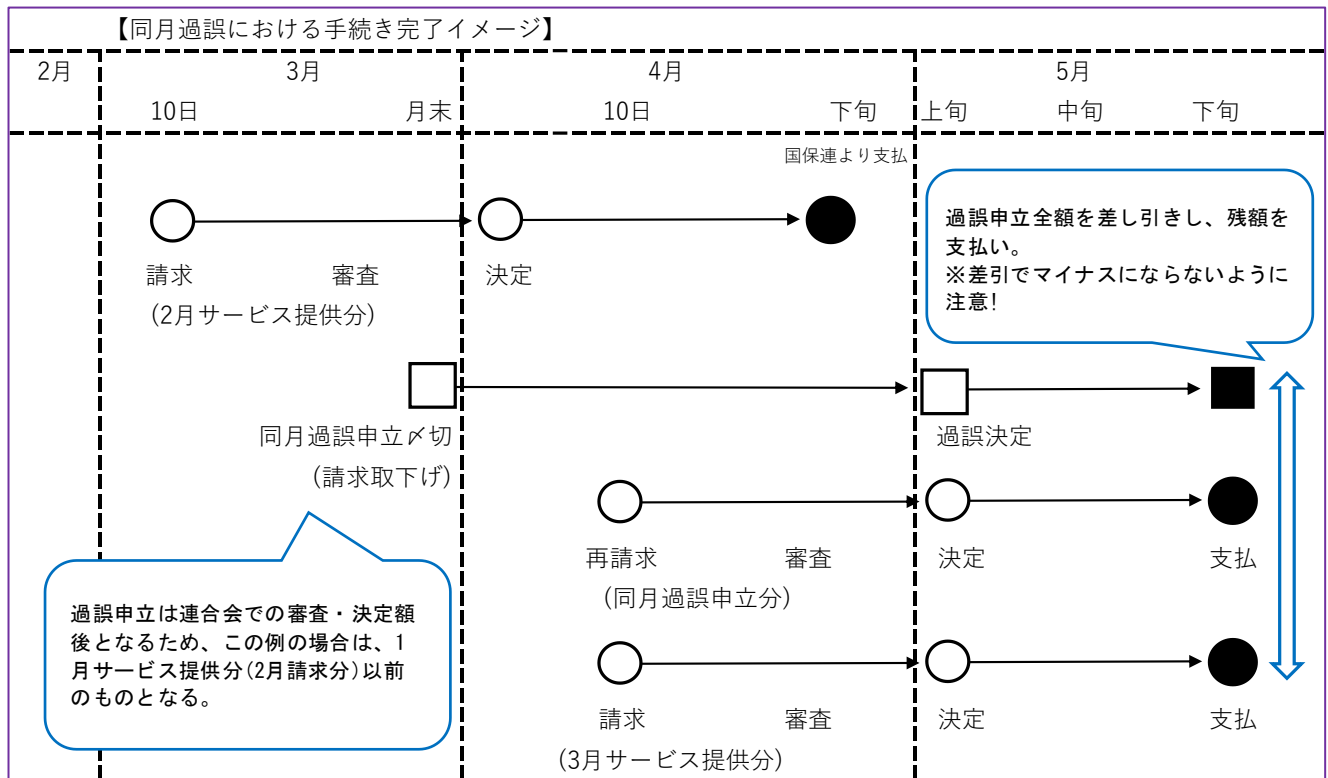 【同月過誤における手続き完了イメージ】
2月 3月 4月 5月
10日 月末 10日 下旬 上旬 中旬 下旬
国保連より支払
過誤申立全額を差し引きし、残額を
支払い。
※差引でマイナスにならないように
注意!
請求 審査 決定
(2月サービス提供分)
同月過誤申立〆切 過誤決定
(請求取下げ)
再請求 審査 決定 支払
(同月過誤申立分)
過誤申立は連合会での審査・決定額
後となるため、この例の場合は、1
月サービス提供分(2月請求分)以前
のものとなる。
請求 審査 決定 支払
(3月サービス提供分)